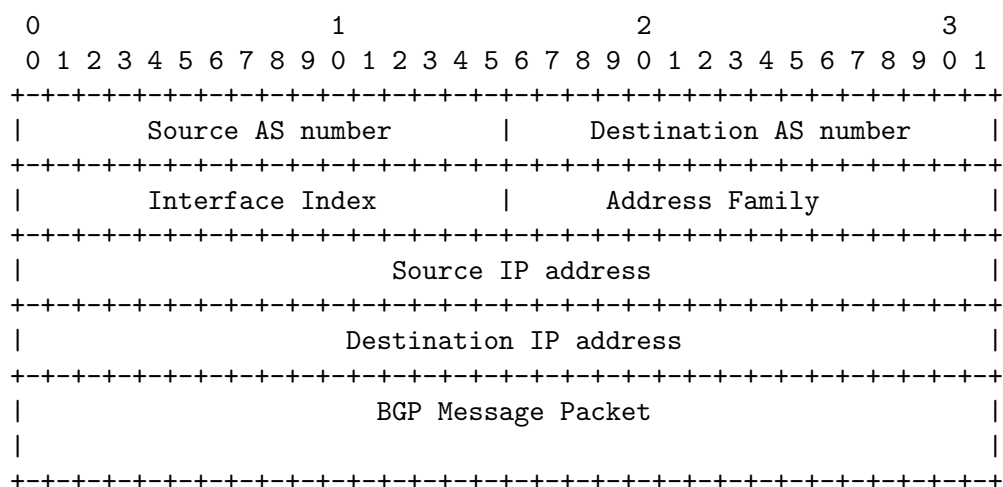 0                   1                   2                   3
0 1 2 3 4 5 6 7 8 9 0 1 2 3 4 5 6 7 8 9 0 1 2 3 4 5 6 7 8 9 0 1
+-+-+-+-+-+-+-+-+-+-+-+-+-+-+-+-+-+-+-+-+-+-+-+-+-+-+-+-+-+-+-+-+
|        Source AS number       |     Destination AS number     |
+-+-+-+-+-+-+-+-+-+-+-+-+-+-+-+-+-+-+-+-+-+-+-+-+-+-+-+-+-+-+-+-+
|        Interface Index        |      Address Family           |
+-+-+-+-+-+-+-+-+-+-+-+-+-+-+-+-+-+-+-+-+-+-+-+-+-+-+-+-+-+-+-+-+
|                        Source IP address                      |
+-+-+-+-+-+-+-+-+-+-+-+-+-+-+-+-+-+-+-+-+-+-+-+-+-+-+-+-+-+-+-+-+
|                     Destination IP address                    |
+-+-+-+-+-+-+-+-+-+-+-+-+-+-+-+-+-+-+-+-+-+-+-+-+-+-+-+-+-+-+-+-+
|                       BGP Message Packet                      |
|                                                               |
+-+-+-+-+-+-+-+-+-+-+-+-+-+-+-+-+-+-+-+-+-+-+-+-+-+-+-+-+-+-+-+-+